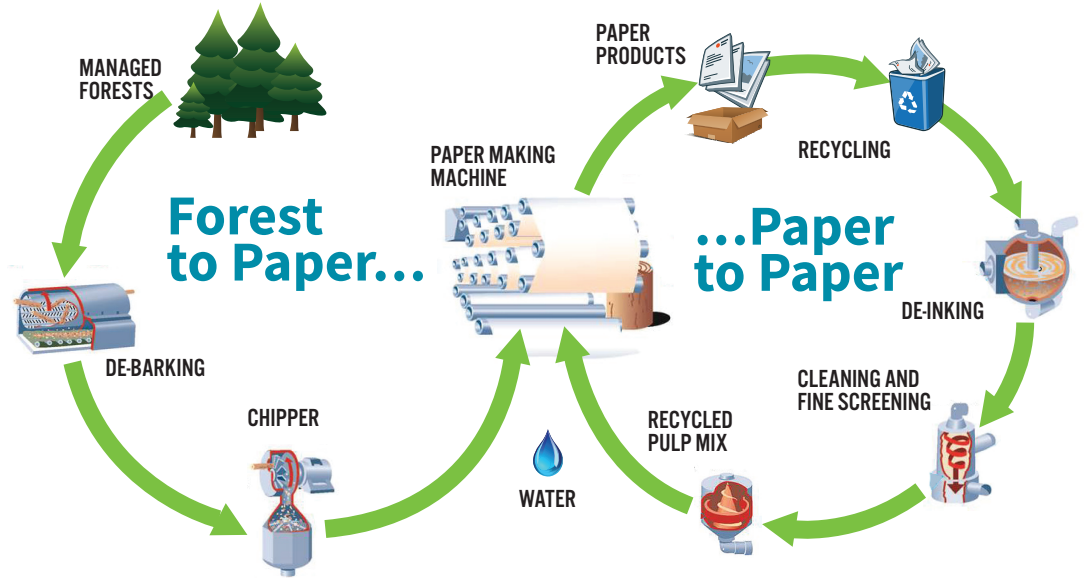 MANAGED
FORESTS
Forest
to Paper...
DE-BARKING
CHIPPER
PAPER MAKING
MACHINE
WATER
PAPER
PRODUCTS
RECYCLING
...Paper
to Paper
DE-INKING
CLEANING AND
FINE SCREENING
RECYCLED
PULP MIX